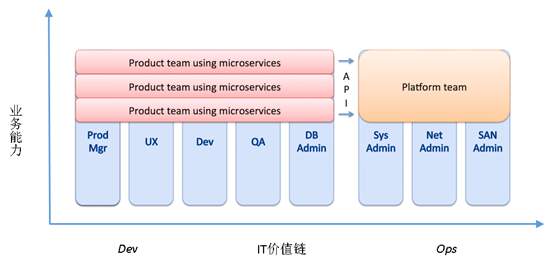 Product team using microservices
Product team using microservices
Product team using microservices
API
Platform team
业务能力
Prod
Mgr
UX
Dev
QA
DB
Admin
Sys
Admin
Net
Admin
SAN
Admin
Dev
IT价值链
Ops